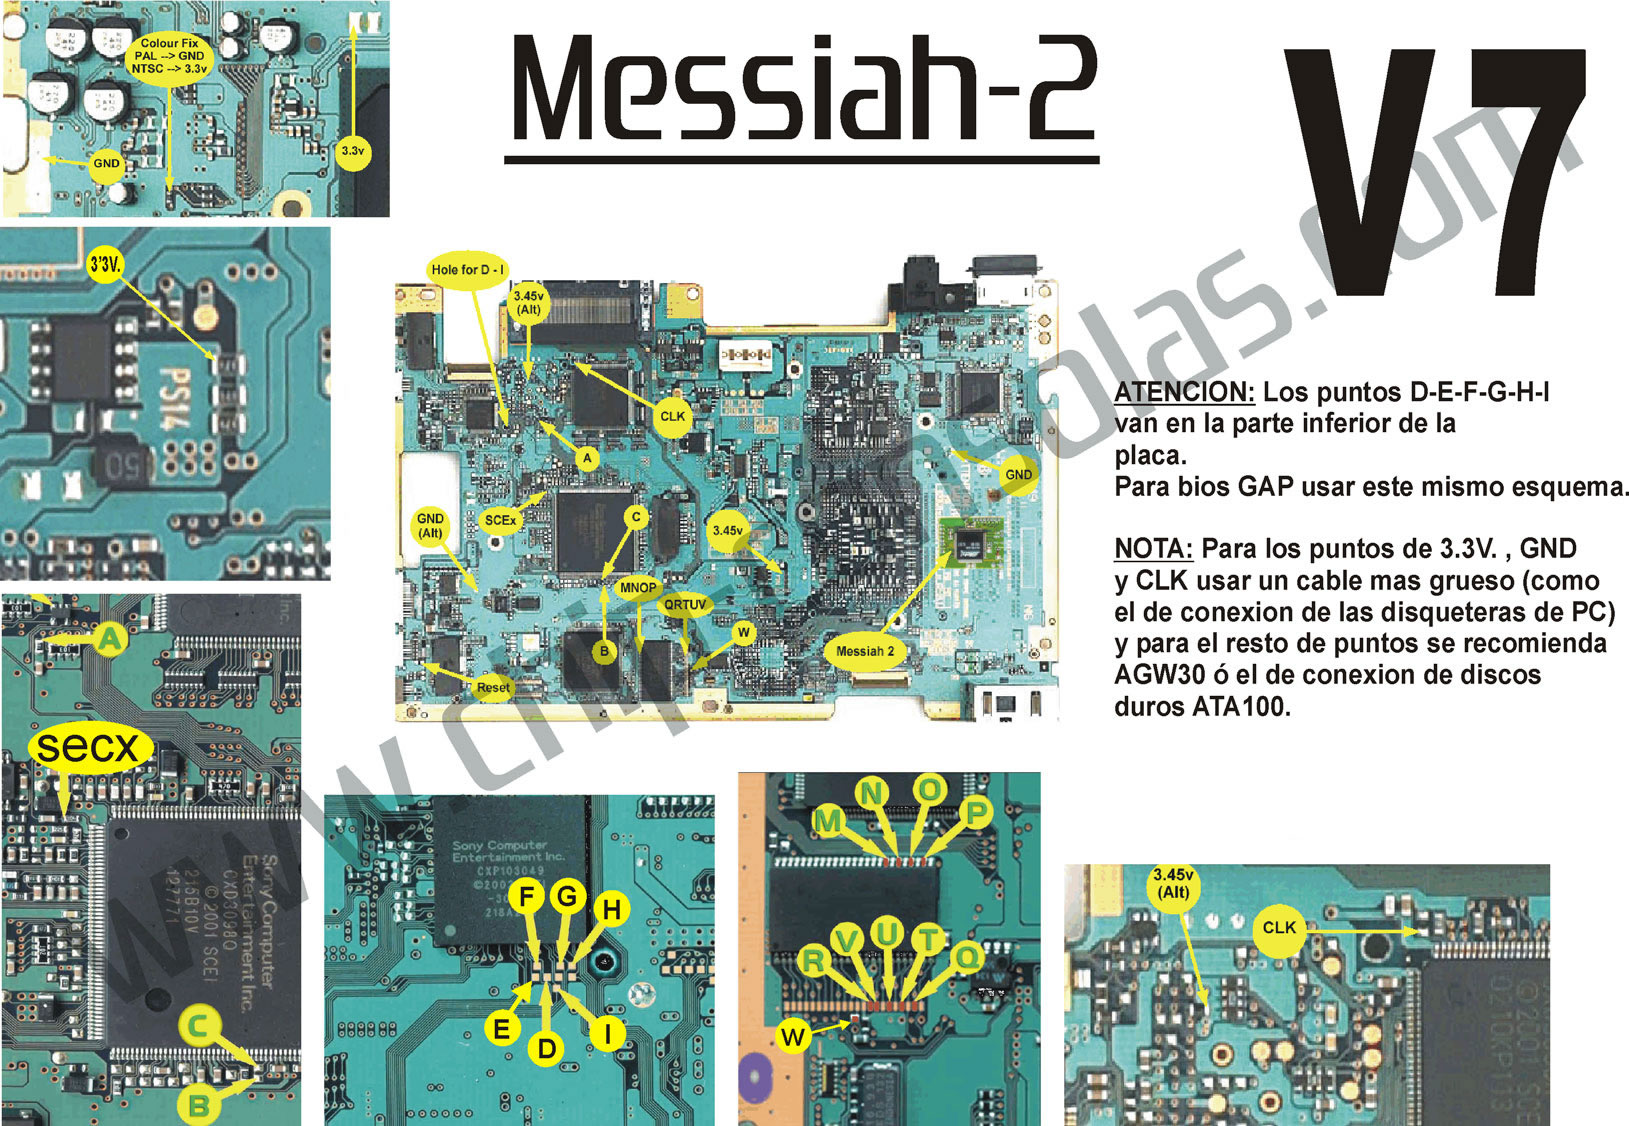 Messiah-2
V7
Colour Fix
PAL --> GND
NTSC --> 3.3v
GND
3.3v
3'3V.
PS14
50
Hole for D - I
3.45v
(Alt)
CLK
A
SCEx
C
GND
(Alt)
3.45v
GND
MNOP
QRTUV
B
W
Messiah 2
Reset
ATENCION: Los puntos D-E-F-G-H-I
van en la parte inferior de la
placa.
Para bios GAP usar este mismo esquema.
NOTA: Para los puntos de 3.3V. , GND
y CLK usar un cable mas grueso (como
el de conexion de las disqueteras de PC)
y para el resto de puntos se recomienda
AGW30 ó el de conexion de discos
duros ATA100.
A
secx
Sony Computer
Entertainment Inc.
CXD3098Q
© 2001 SCEI
C
B
Sony Computer
Entertainment Inc.
CXP103049
F
G
H
E
D
I
M
N
O
P
R
V
U
T
Q
W
3.45v
(Alt)
CLK